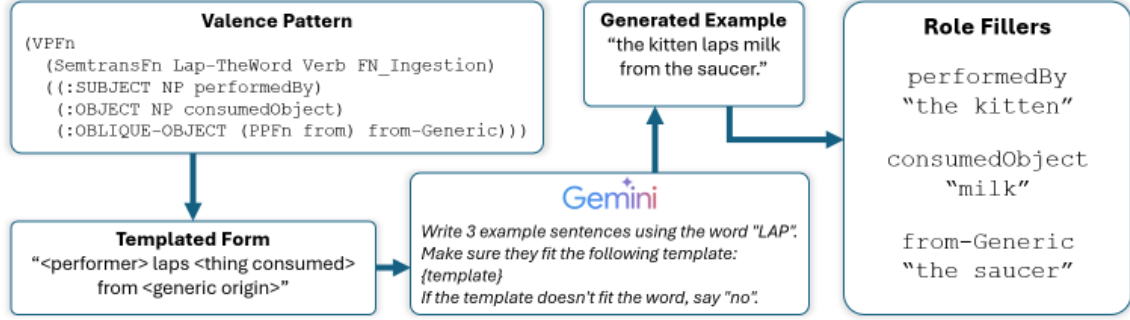 Valence Pattern
(VPFn
(SemtransFn Lap-TheWord Verb FN_Ingestion)
((:SUBJECT NP performedBy)
(:OBJECT NP consumedObject)
(:OBLIQUE-OBJECT (PPFn from) from-Generic)))
Templated Form
“<performer> laps <thing consumed>
from <generic origin>”
Gemini
Write 3 example sentences using the word "LAP".
Make sure they fit the following template:
{template}
If the template doesn't fit the word, say "no".
Generated Example
“the kitten laps milk
from the saucer.”
Role Fillers
performedBy
“the kitten”
consumedObject
“milk”
from-Generic
“the saucer”